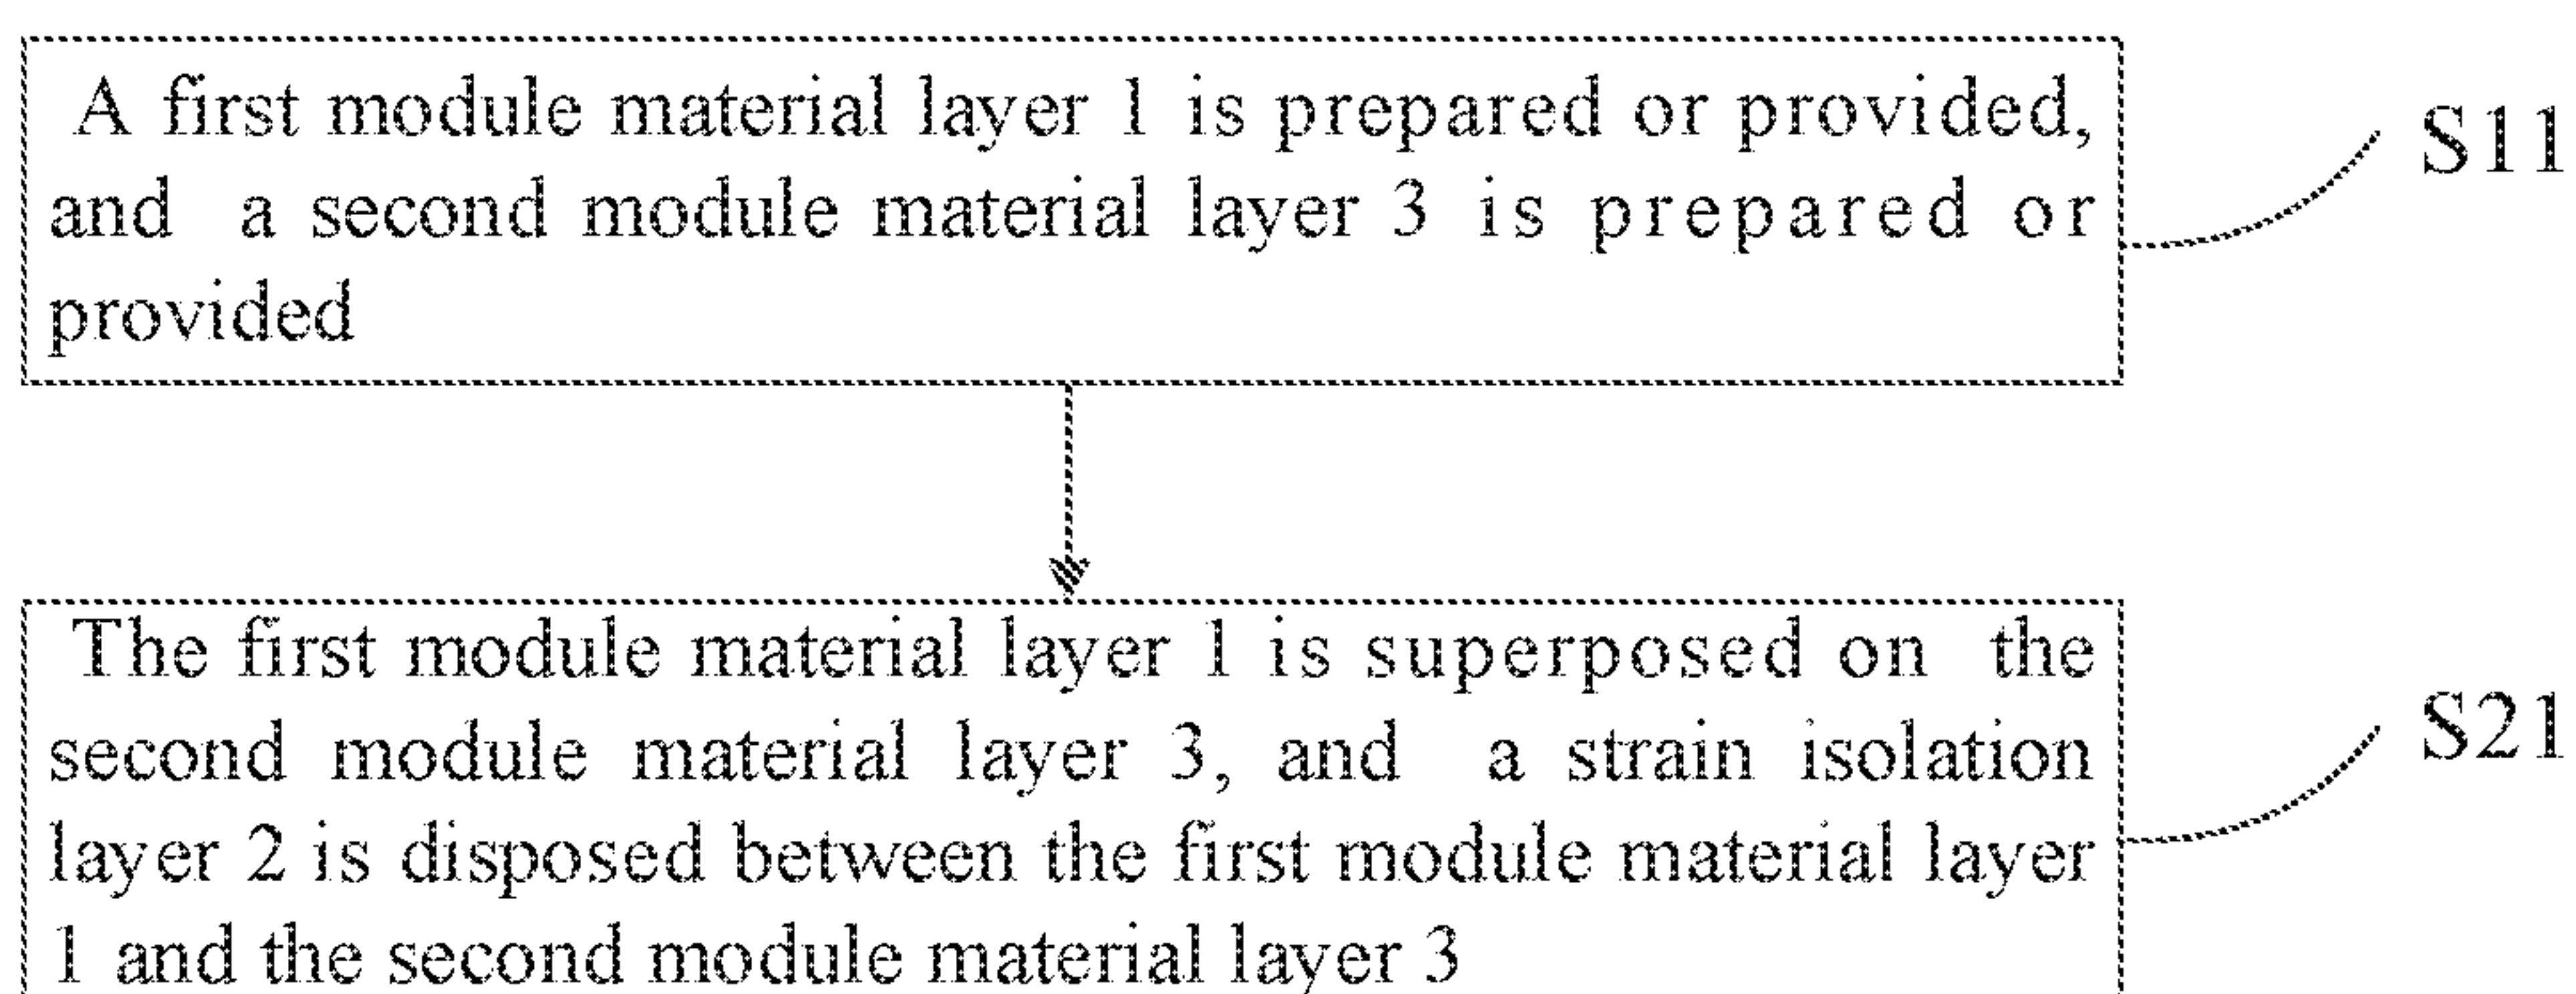 A first module material layer 1 is prepared or provided,
S11
and a second module material layer 3 is prepared or
provided
The first module material layer 1 is superposed on the
second module material layer 3, and a strain isolation
S21
layer 2 is disposed between the first module material layer
1 and the second module material layer 3